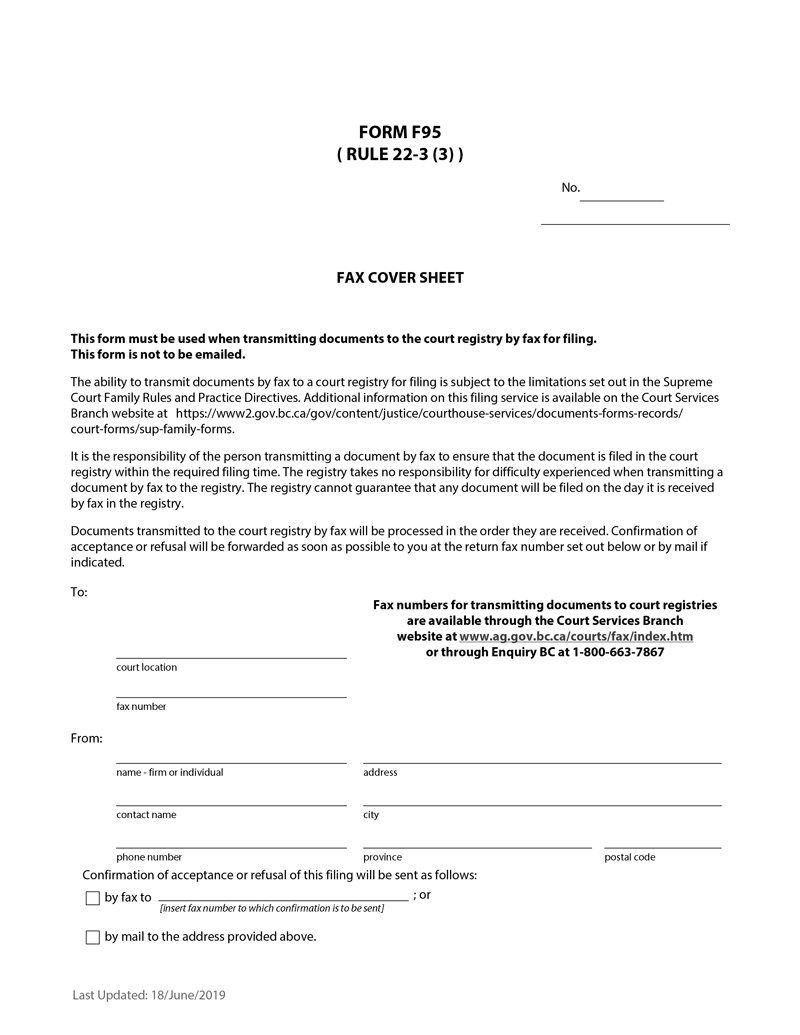 FORM F95
( RULE 22-3 (3) )
No.
FAX COVER SHEET
This form must be used when transmitting documents to the court registry by fax for filing.
This form is not to be emailed.
The ability to transmit documents by fax to a court registry for filing is subject to the limitations set out in the Supreme
Court Family Rules and Practice Directives. Additional information on this filing service is available on the Court Services
Branch website at https://www2.gov.bc.ca/gov/content/justice/courthouse-services/documents-forms-records/
court-forms/sup-family-forms.
It is the responsibility of the person transmitting a document by fax to ensure that the document is filed in the court
registry within the required filing time. The registry takes no responsibility for difficulty experienced when transmitting a
document by fax to the registry. The registry cannot guarantee that any document will be filed on the day it is received
by fax in the registry.
Documents transmitted to the court registry by fax will be processed in the order they are received. Confirmation of
acceptance or refusal will be forwarded as soon as possible to you at the return fax number set out below or by mail if
indicated.
To:
Fax numbers for transmitting documents to court registries
are available through the Court Services Branch
website at www.ag.gov.bc.ca/courts/fax/index.htm
or through Enquiry BC at 1-800-663-7867
court location
fax number
From:
name - firm or individual
address
contact name
city
phone number
province
postal code
Confirmation of acceptance or refusal of this filing will be sent as follows:
by fax to ; or
[insert fax number to which confirmation is to be sent]
by mail to the address provided above.
Last Updated: 18/June/2019